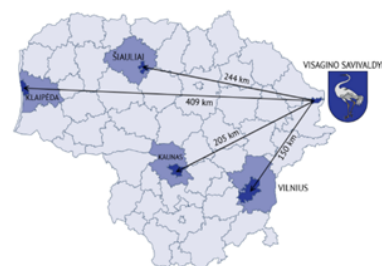 ŠIAULIAI
VISAGINO SAVIVALDY
244 km
KLAIPĖDA
409 km
205 km
150 km
KAUNAS
VILNIUS